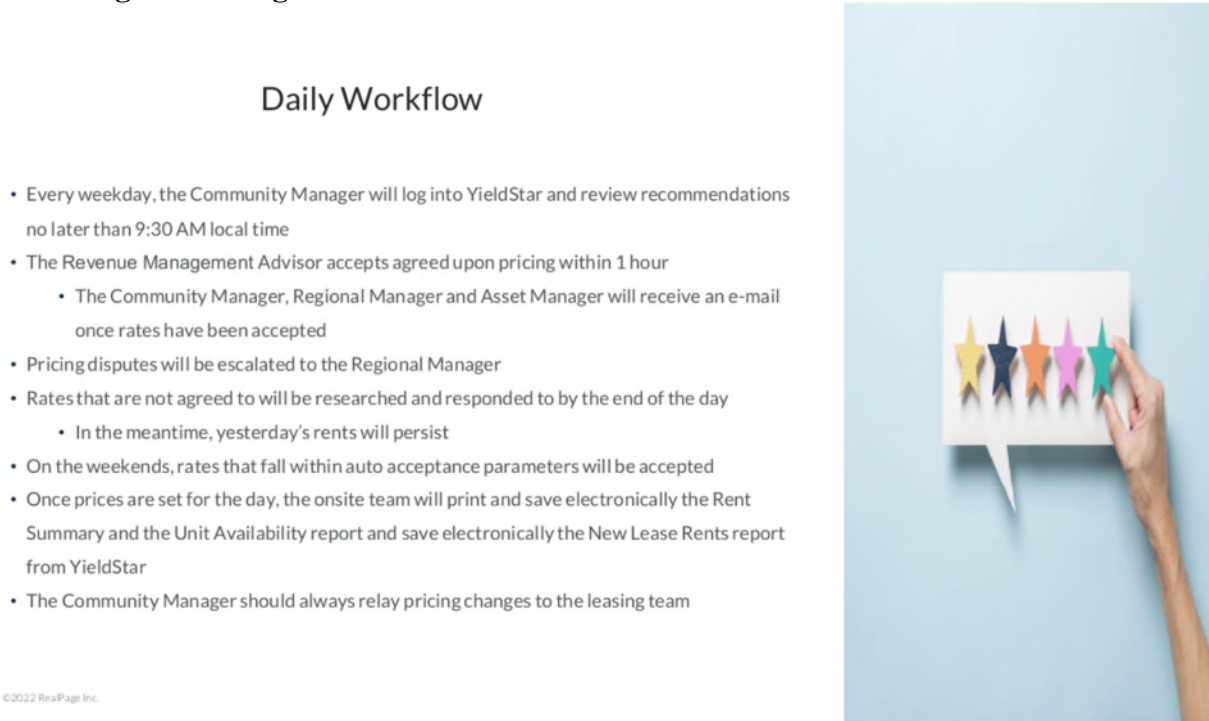 Daily Workflow
• Every weekday, the Community Manager will log into YieldStar and review recommendations
no later than 9:30 AM local time
• The Revenue Management Advisor accepts agreed upon pricing within 1 hour
• The Community Manager, Regional Manager and Asset Manager will receive an e-mail
once rates have been accepted
• Pricing disputes will be escalated to the Regional Manager
• Rates that are not agreed to will be researched and responded to by the end of the day
• In the meantime, yesterday's rents will persist
• On the weekends, rates that fall within auto acceptance parameters will be accepted
• Once prices are set for the day, the onsite team will print and save electronically the Rent
Summary and the Unit Availability report and save electronically the New Lease Rents report
from YieldStar
• The Community Manager should always relay pricing changes to the leasing team
©2022 RealPage Inc.